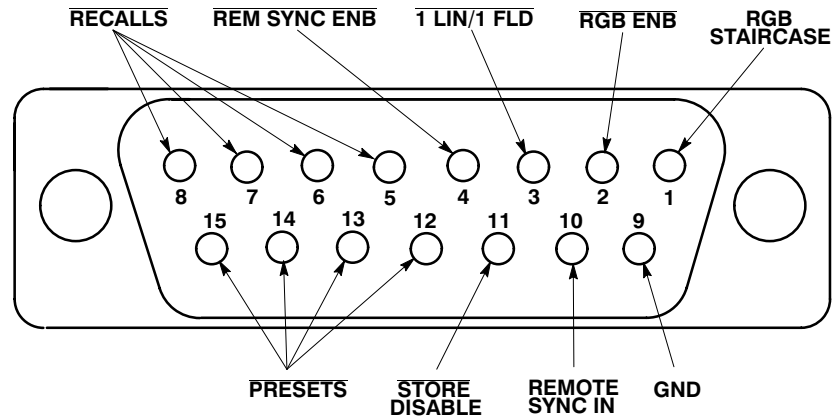 RECALLS REM SYNC ENB 1 LIN/1 FLD RGB ENB RGB
STAIRCASE
8 7 6 5 4 3 2 1
15 14 13 12 11 10 9
PRESETS STORE
DISABLE REMOTE
SYNC IN GND